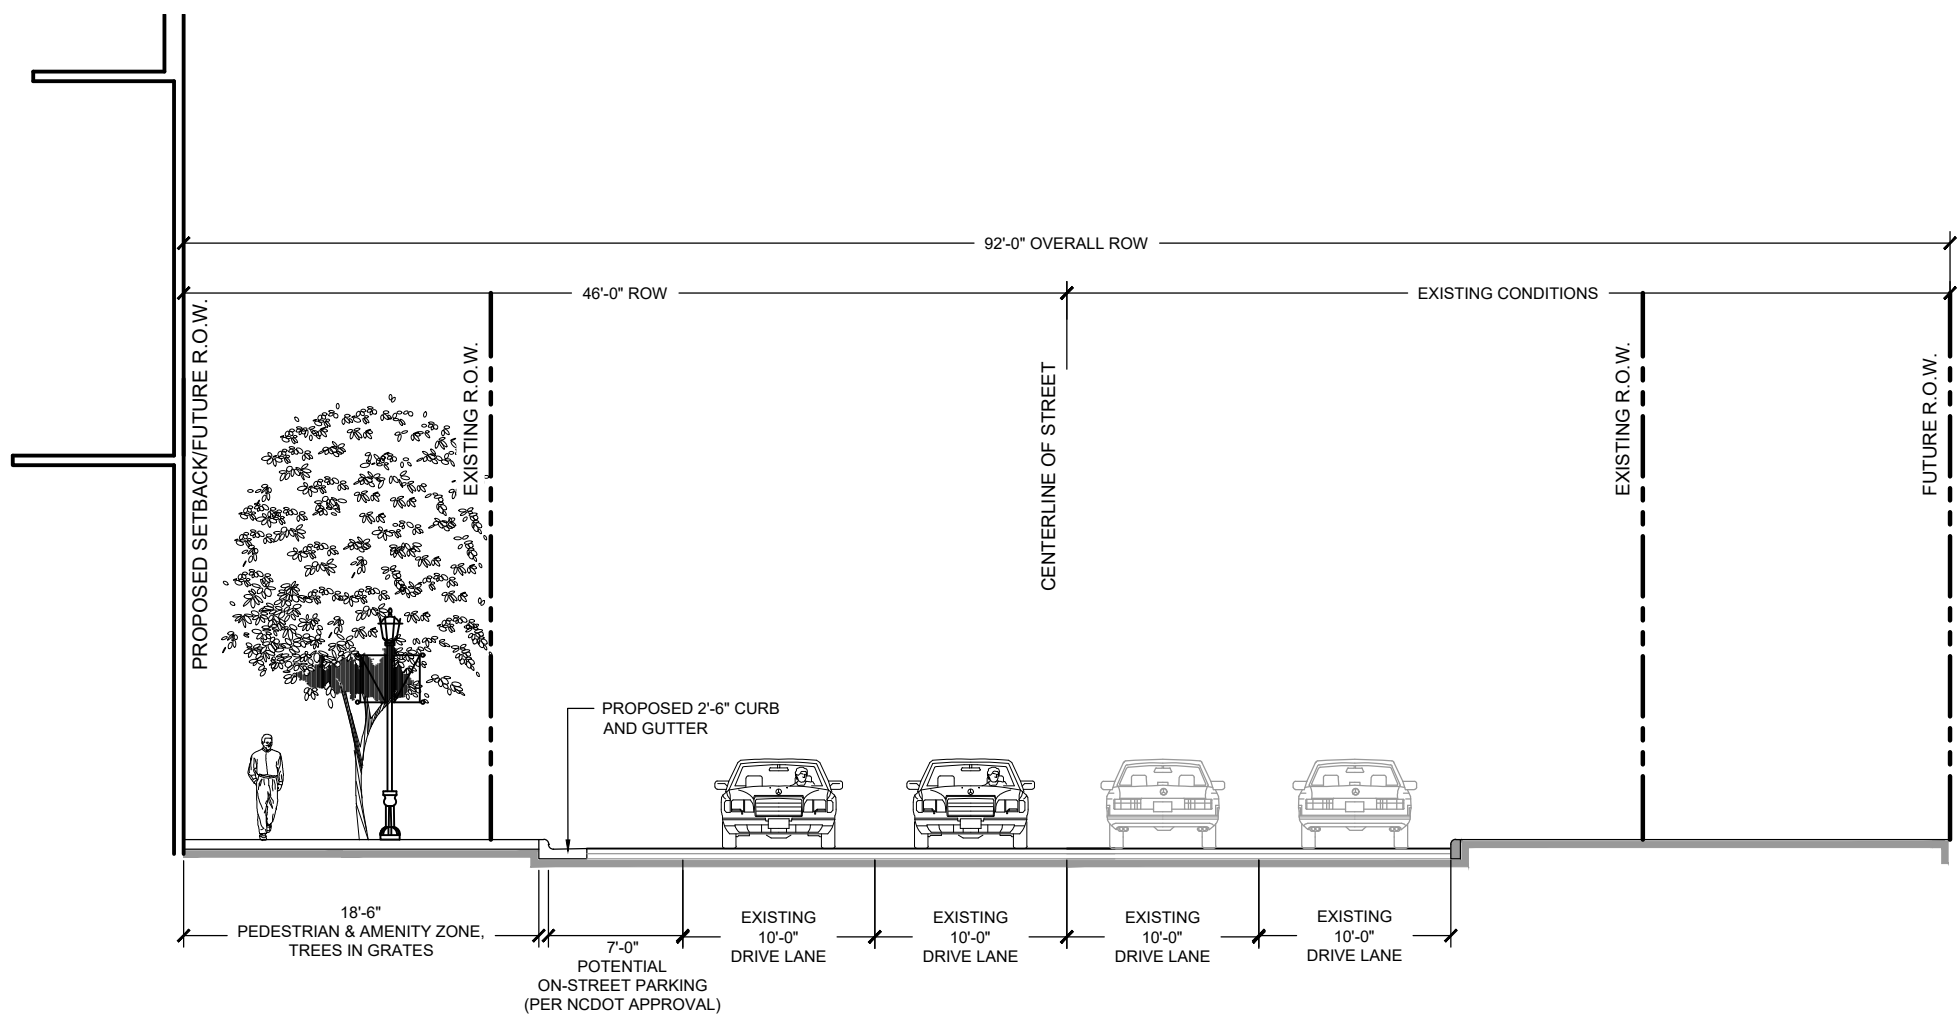 92'-0" OVERALL ROW
46'-0" ROW
EXISTING CONDITIONS
PROPOSED SETBACK/FUTURE R.O.W.
EXISTING R.O.W.
CENTERLINE OF STREET
EXISTING R.O.W.
FUTURE R.O.W.
PROPOSED 2'-6" CURB
AND GUTTER
18'-6"
PEDESTRIAN & AMENITY ZONE,
TREES IN GRATES
7'-0"
POTENTIAL
ON-STREET PARKING
(PER NCDOT APPROVAL)
EXISTING
10'-0"
DRIVE LANE
EXISTING
10'-0"
DRIVE LANE
EXISTING
10'-0"
DRIVE LANE
EXISTING
10'-0"
DRIVE LANE